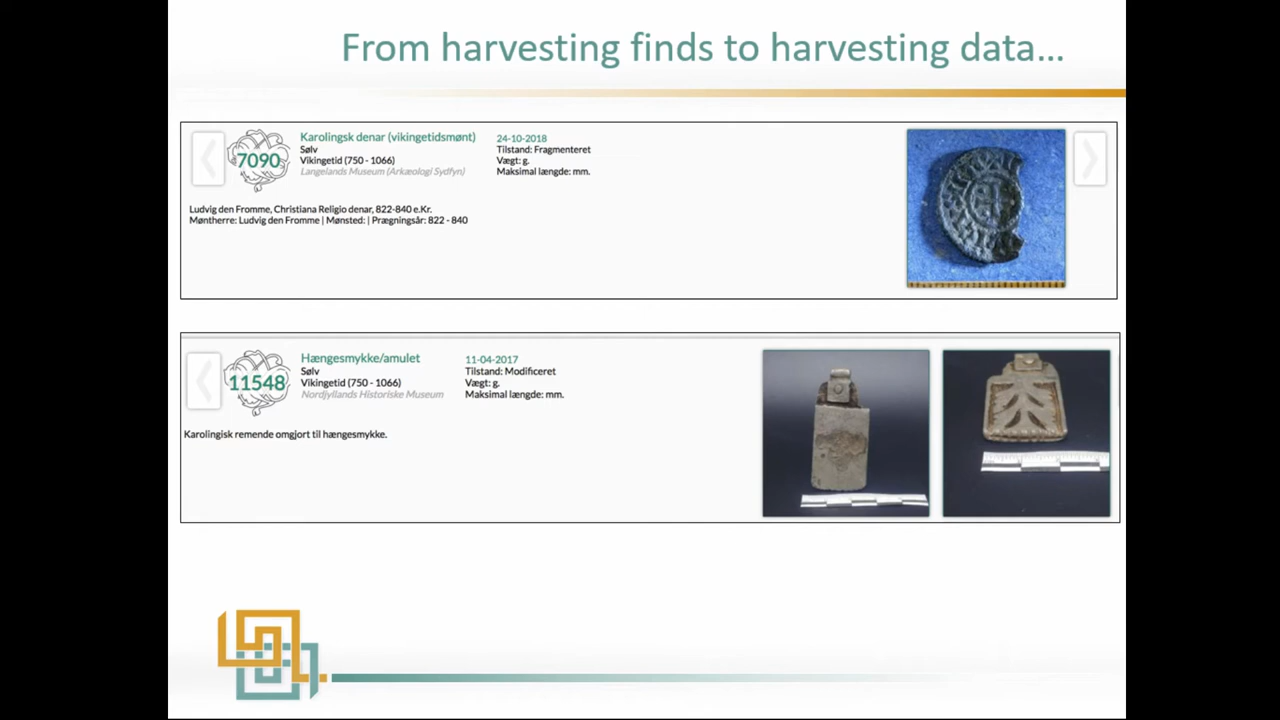 From harvesting finds to harvesting data...
7090
Karolingsk denar (vikingetidsmønt)
Sølv
Vikingetid (750 - 1066)
Langelands Museum (Arkæologi Sydfyn)
24-10-2018
Tilstand: Fragmenteret
Vægt: g.
Maksimal længde: mm.
Ludvig den Fromme, Christiana Religio denar, 822-840 e.Kr.
Møntherre: Ludvig den Fromme | Mønsted: | Prægningsår: 822 - 840
11548
Hængesmykke/amulet
Sølv
Vikingetid (750 - 1066)
Nordjyllands Historiske Museum
11-04-2017
Tilstand: Modificeret
Vægt: g.
Maksimal længde: mm.
Karolingisk remende omgjort til hængesmykke.